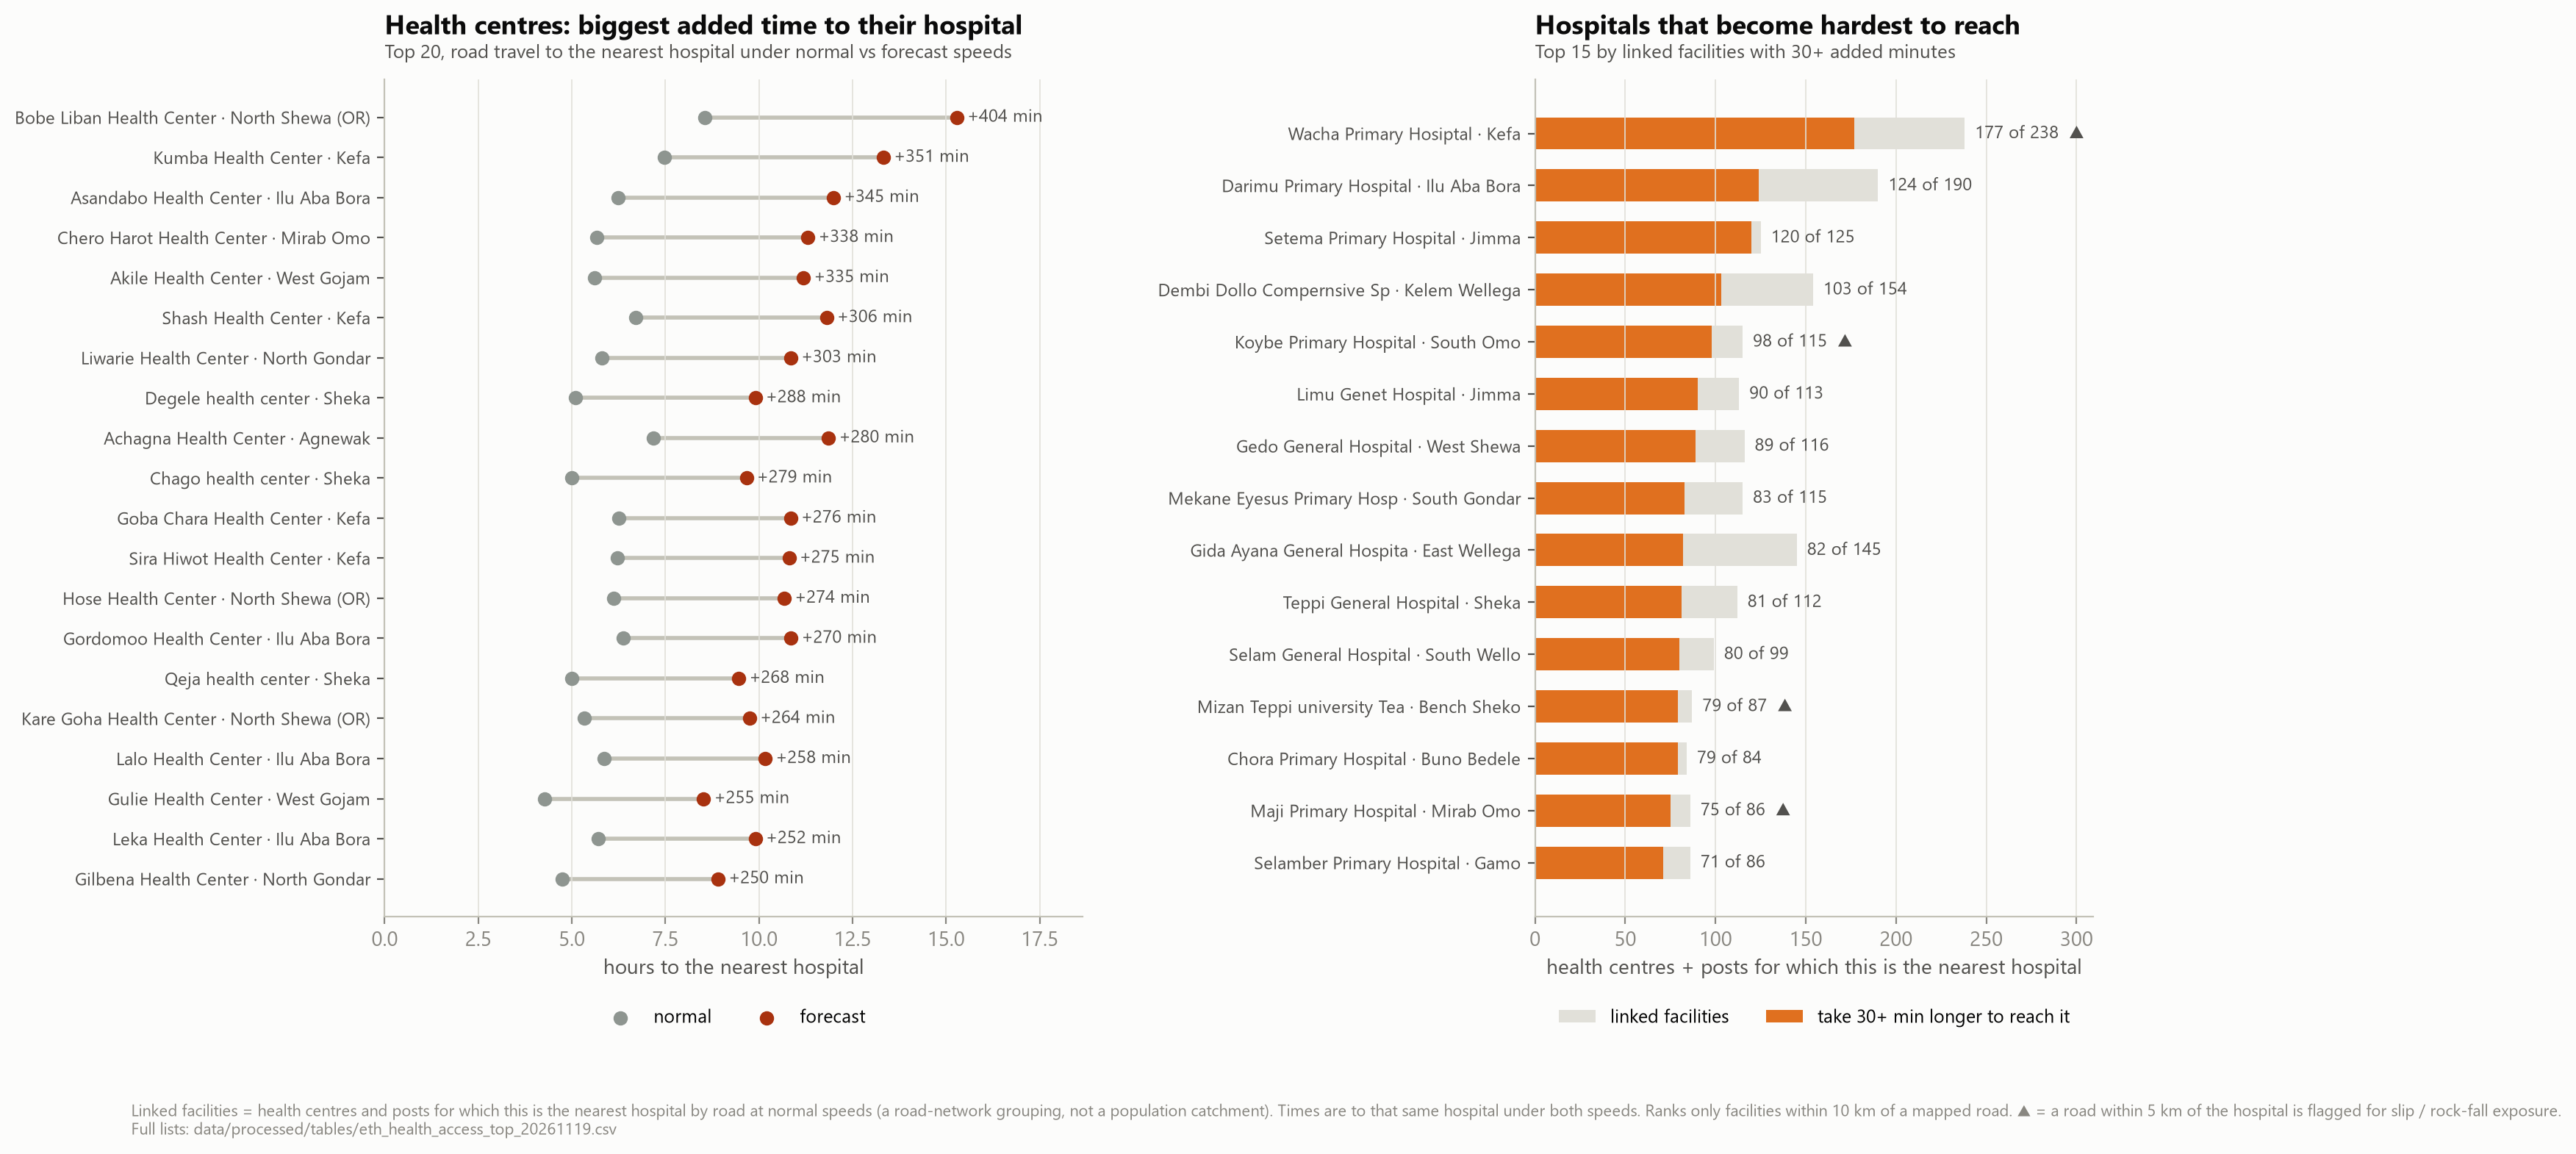 Health centres: biggest added time to their hospital
Top 20, road travel to the nearest hospital under normal vs forecast speeds
Bobe Liban Health Center · North Shewa (OR)
+404 min
Kumba Health Center · Kefa
+351 min
Asandabo Health Center · Ilu Aba Bora
+345 min
Chero Harot Health Center · Mirab Omo
+338 min
Akile Health Center · West Gojam
+335 min
Shash Health Center · Kefa
+306 min
Liwarie Health Center · North Gondar
+303 min
Degele health center · Sheka
+288 min
Achagna Health Center · Agnewak
+280 min
Chago health center · Sheka
+279 min
Goba Chara Health Center · Kefa
+276 min
Sira Hiwot Health Center · Kefa
+275 min
Hose Health Center · North Shewa (OR)
+274 min
Gordomoo Health Center · Ilu Aba Bora
+270 min
Qeja health center · Sheka
+268 min
Kare Goha Health Center · North Shewa (OR)
+264 min
Lalo Health Center · Ilu Aba Bora
+258 min
Gulie Health Center · West Gojam
+255 min
Leka Health Center · Ilu Aba Bora
+252 min
Gilbena Health Center · North Gondar
+250 min
0.0 2.5 5.0 7.5 10.0 12.5 15.0 17.5
hours to the nearest hospital
normal forecast
Hospitals that become hardest to reach
Top 15 by linked facilities with 30+ added minutes
Wacha Primary Hosiptal · Kefa
177 of 238 ▲
Darimu Primary Hospital · Ilu Aba Bora
124 of 190
Setema Primary Hospital · Jimma
120 of 125
Dembi Dollo Compernsive Sp · Kelem Wellega
103 of 154
Koybe Primary Hospital · South Omo
98 of 115 ▲
Limu Genet Hospital · Jimma
90 of 113
Gedo General Hospital · West Shewa
89 of 116
Mekane Eyesus Primary Hosp · South Gondar
83 of 115
Gida Ayana General Hospita · East Wellega
82 of 145
Teppi General Hospital · Sheka
81 of 112
Selam General Hospital · South Wello
80 of 99
Mizan Teppi university Tea · Bench Sheko
79 of 87 ▲
Chora Primary Hospital · Buno Bedele
79 of 84
Maji Primary Hospital · Mirab Omo
75 of 86 ▲
Selamber Primary Hospital · Gamo
71 of 86
0 50 100 150 200 250 300
health centres + posts for which this is the nearest hospital
linked facilities take 30+ min longer to reach it
Linked facilities = health centres and posts for which this is the nearest hospital by road at normal speeds (a road-network grouping, not a population catchment). Times are to that same hospital under both speeds. Ranks only facilities within 10 km of a mapped road. ▲ = a road within 5 km of the hospital is flagged for slip / rock-fall exposure.
Full lists: data/processed/tables/eth_health_access_top_20261119.csv